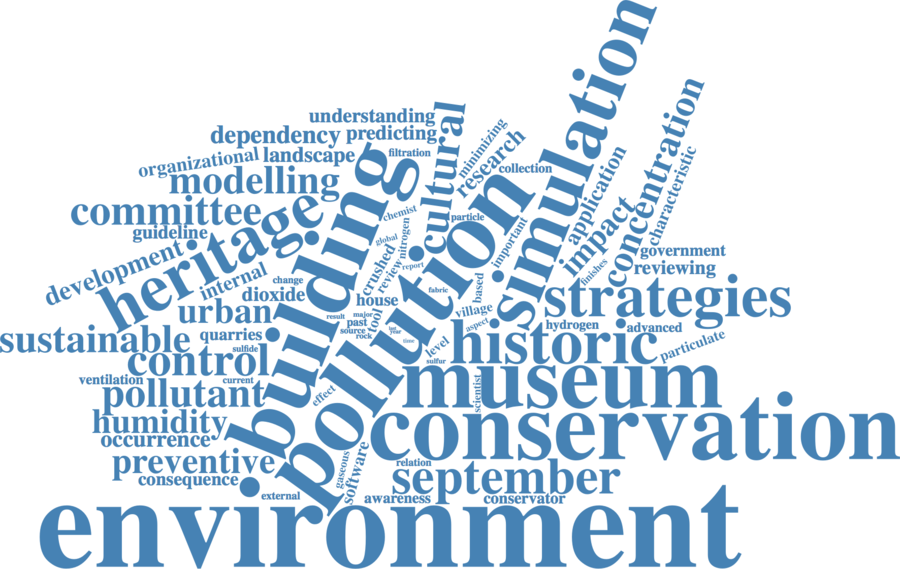 simulation
understanding
dependency
predicting
cultural
minimizing
research
concentration
organizational
landscape
filtration
collection
application
characteristic
modelling
building
pollution
committee
heritage
chemist
particle
impact
guideline
global
nitrogen
important
government
development
internal
crushed
review
report
finishes
reviewing
change
dioxide
house
fabric
based
strategies
urban
result
major
past
tool
village
aspect
hydrogen
advanced
sustainable
quarries
source
rock
last
year
time
level
historic
particulate
control
sulfide
sulfur
ventilation
current
museum
pollutant
effect
scientist
humidity
conservation
occurrence
preventive
gaseous
software
relation
consequence
september
external
awareness
conservator
environment